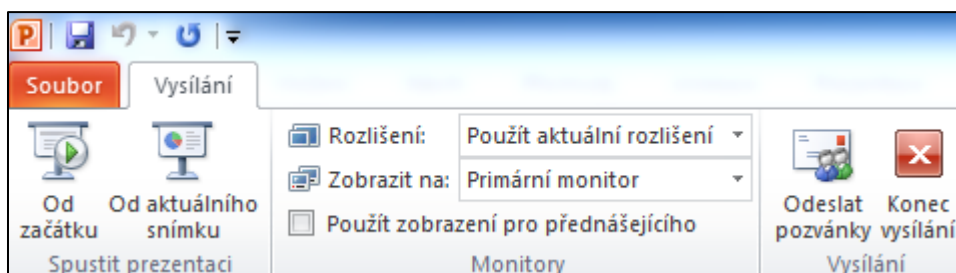 Soubor Vysílání
Rozlišení: Použít aktuální rozlišení
Zobrazit na: Primární monitor
Použít zobrazení pro přednášejícího
Od začátku
Od aktuálního snímku
Odeslat pozvánky
Konec vysílání
Spustit prezentaci Monitory Vysílání